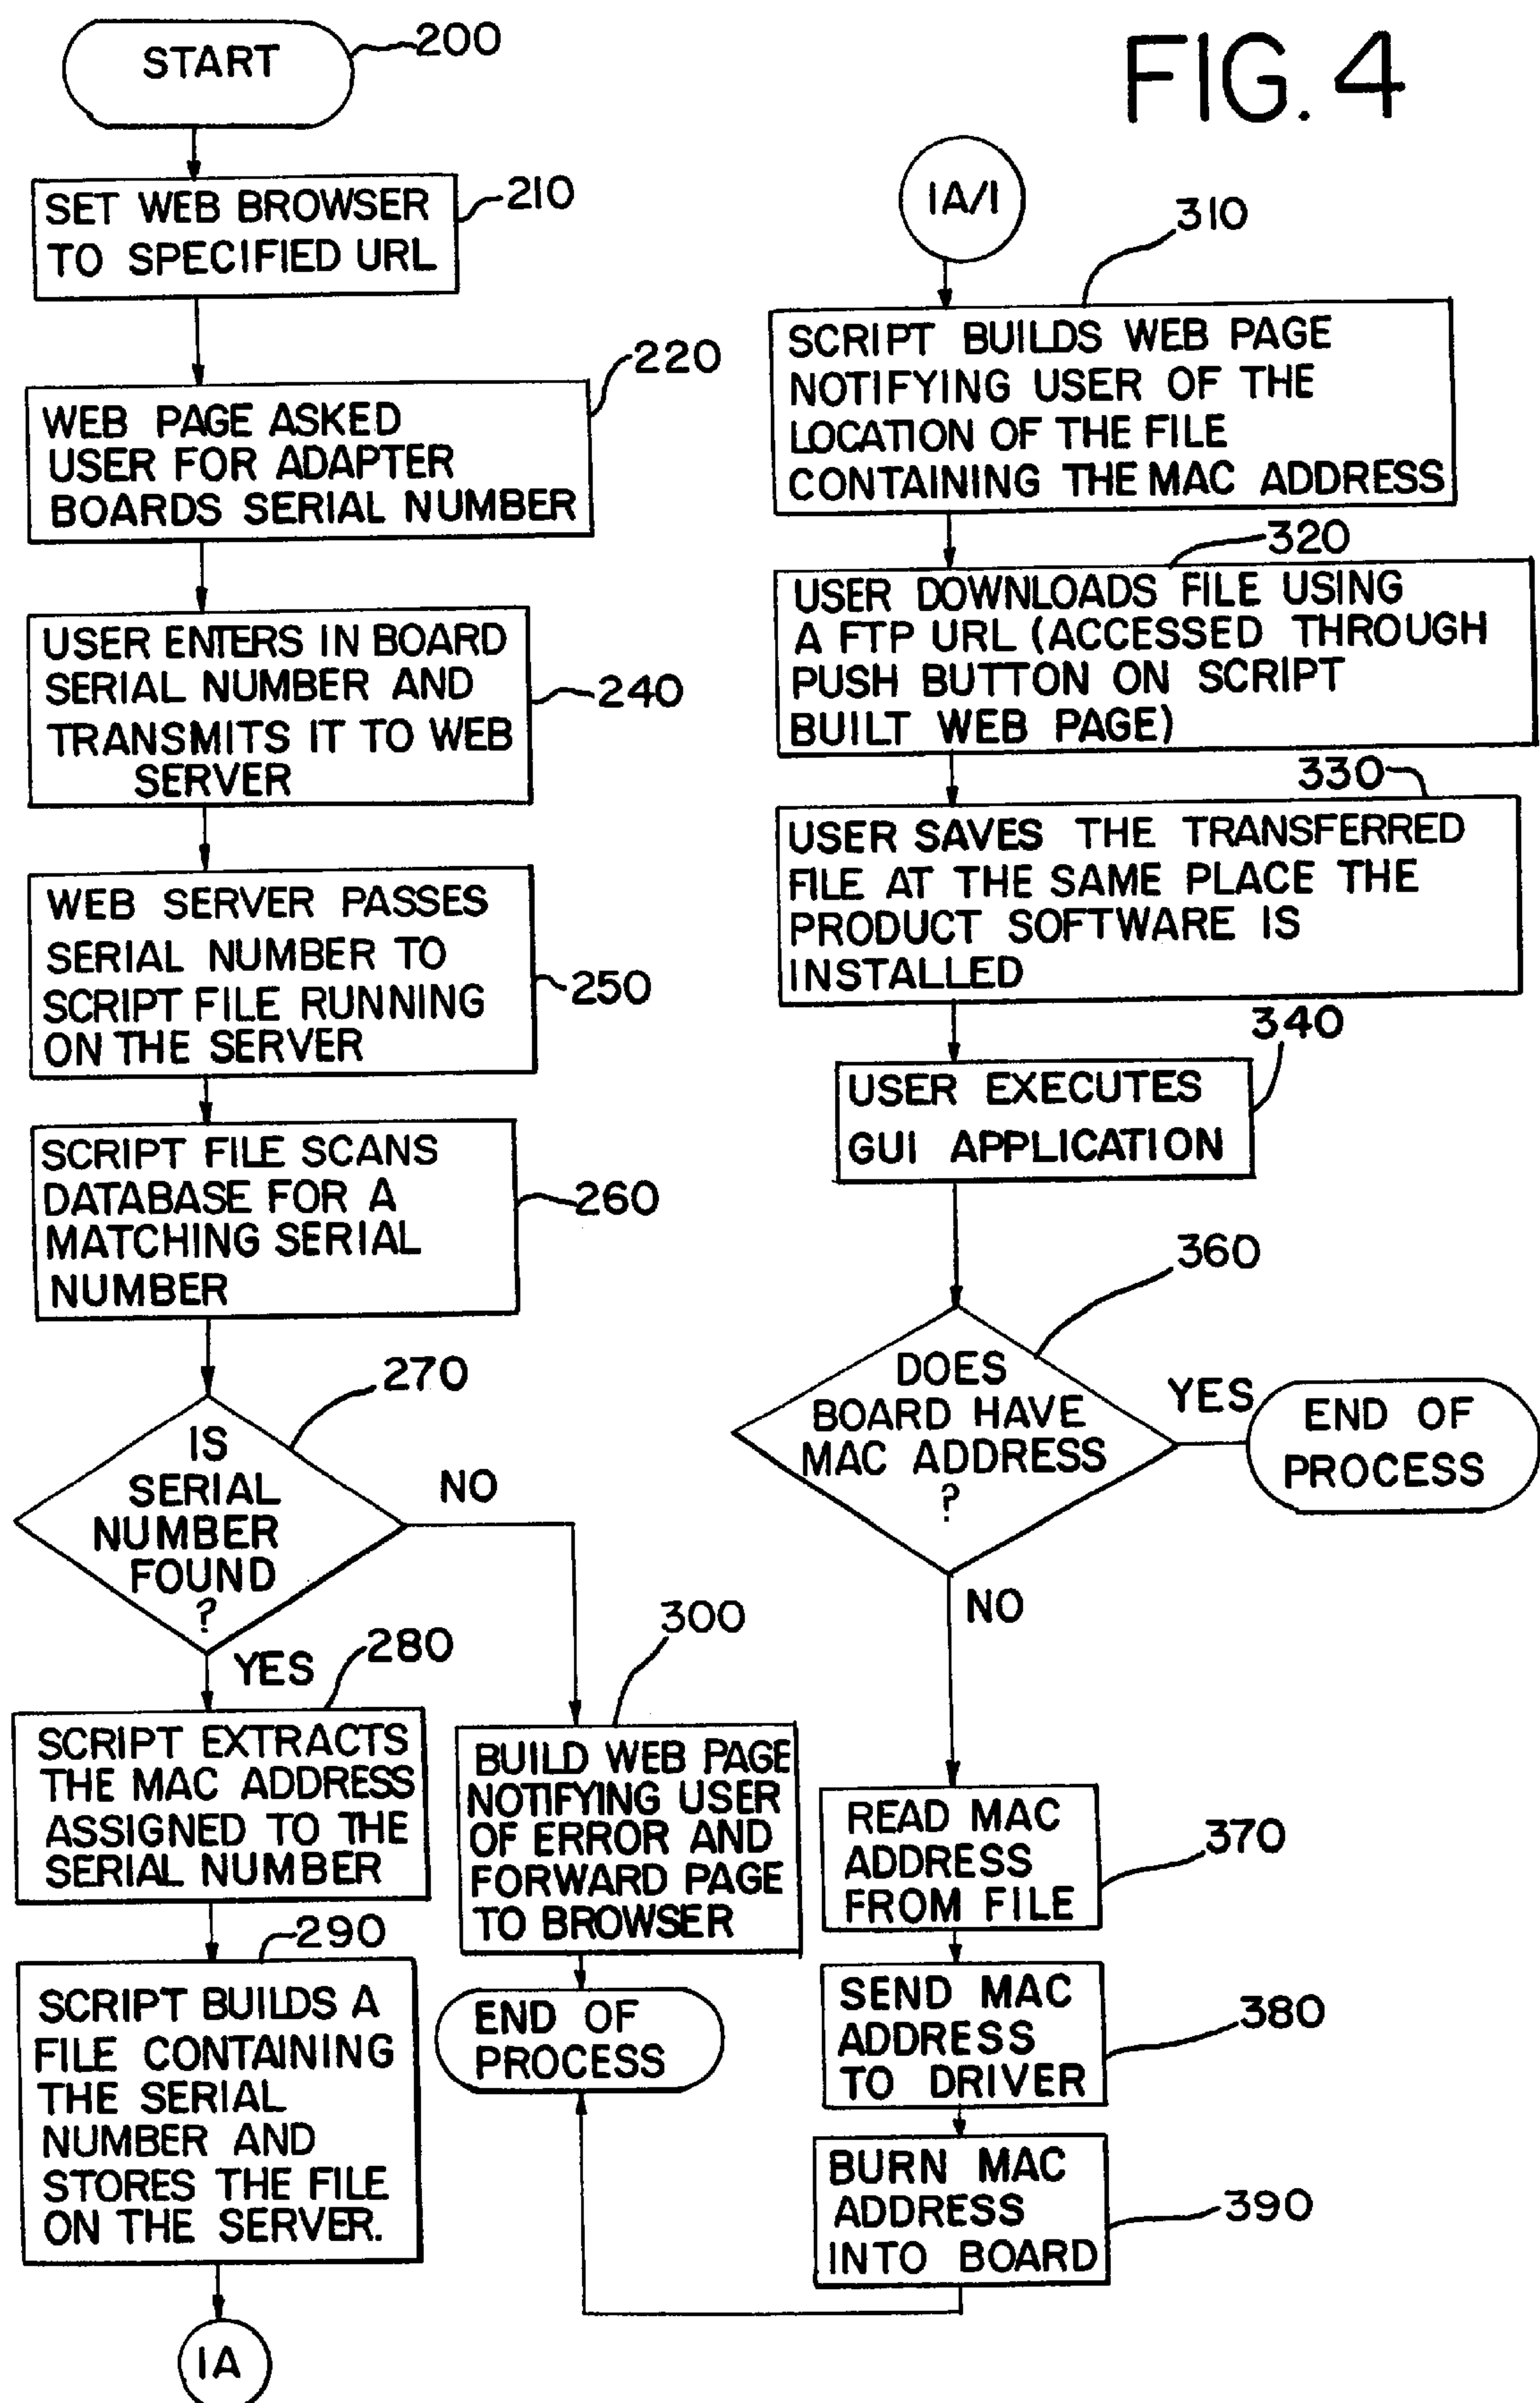 FIG. 4
START
200
SET WEB BROWSER
TO SPECIFIED URL
210
WEB PAGE ASKED
USER FOR ADAPTER
BOARDS SERIAL NUMBER
220
USER ENTERS IN BOARD
SERIAL NUMBER AND
TRANSMITS IT TO WEB
SERVER
240
WEB SERVER PASSES
SERIAL NUMBER TO
SCRIPT FILE RUNNING
ON THE SERVER
250
SCRIPT FILE SCANS
DATABASE FOR A
MATCHING SERIAL
NUMBER
260
IS
SERIAL
NUMBER
FOUND
?
270
NO
YES
SCRIPT EXTRACTS
THE MAC ADDRESS
ASSIGNED TO THE
SERIAL NUMBER
280
SCRIPT BUILDS A
FILE CONTAINING
THE SERIAL
NUMBER AND
STORES THE FILE
ON THE SERVER.
290
1A
BUILD WEB PAGE
NOTIFYING USER
OF ERROR AND
FORWARD PAGE
TO BROWSER
300
END OF
PROCESS
1A/1
SCRIPT BUILDS WEB PAGE
NOTIFYING USER OF THE
LOCATION OF THE FILE
CONTAINING THE MAC ADDRESS
310
USER DOWNLOADS FILE USING
A FTP URL (ACCESSED THROUGH
PUSH BUTTON ON SCRIPT
BUILT WEB PAGE)
320
USER SAVES THE TRANSFERRED
FILE AT THE SAME PLACE THE
PRODUCT SOFTWARE IS
INSTALLED
330
USER EXECUTES
GUI APPLICATION
340
DOES
BOARD HAVE
MAC ADDRESS
?
360
YES
END OF
PROCESS
NO
READ MAC
ADDRESS
FROM FILE
370
SEND MAC
ADDRESS
TO DRIVER
380
BURN MAC
ADDRESS
INTO BOARD
390